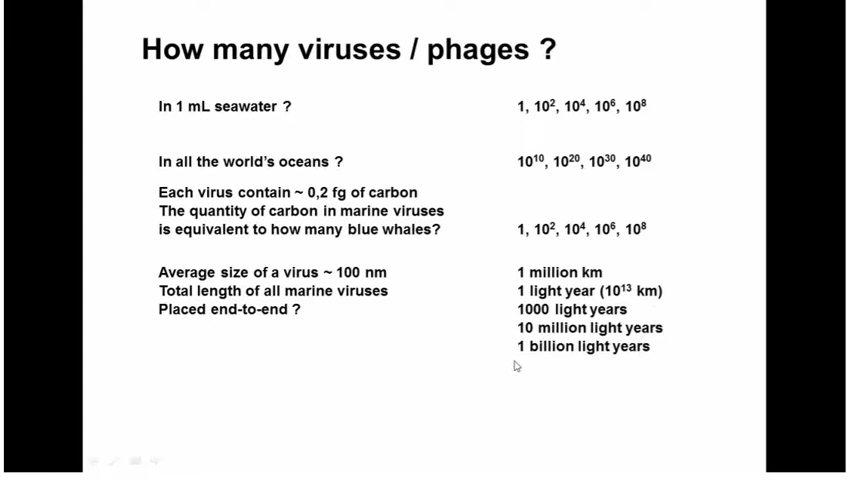 How many viruses / phages ?
In 1 mL seawater ? 1, 10², 10⁴, 10⁶, 10⁸
In all the world's oceans ? 10¹⁰, 10²⁰, 10³⁰, 10⁴⁰
Each virus contain ~ 0,2 fg of carbon
The quantity of carbon in marine viruses
is equivalent to how many blue whales? 1, 10², 10⁴, 10⁶, 10⁸
Average size of a virus ~ 100 nm 1 million km
Total length of all marine viruses 1 light year (10¹³ km)
Placed end-to-end ? 1000 light years
10 million light years
1 billion light years